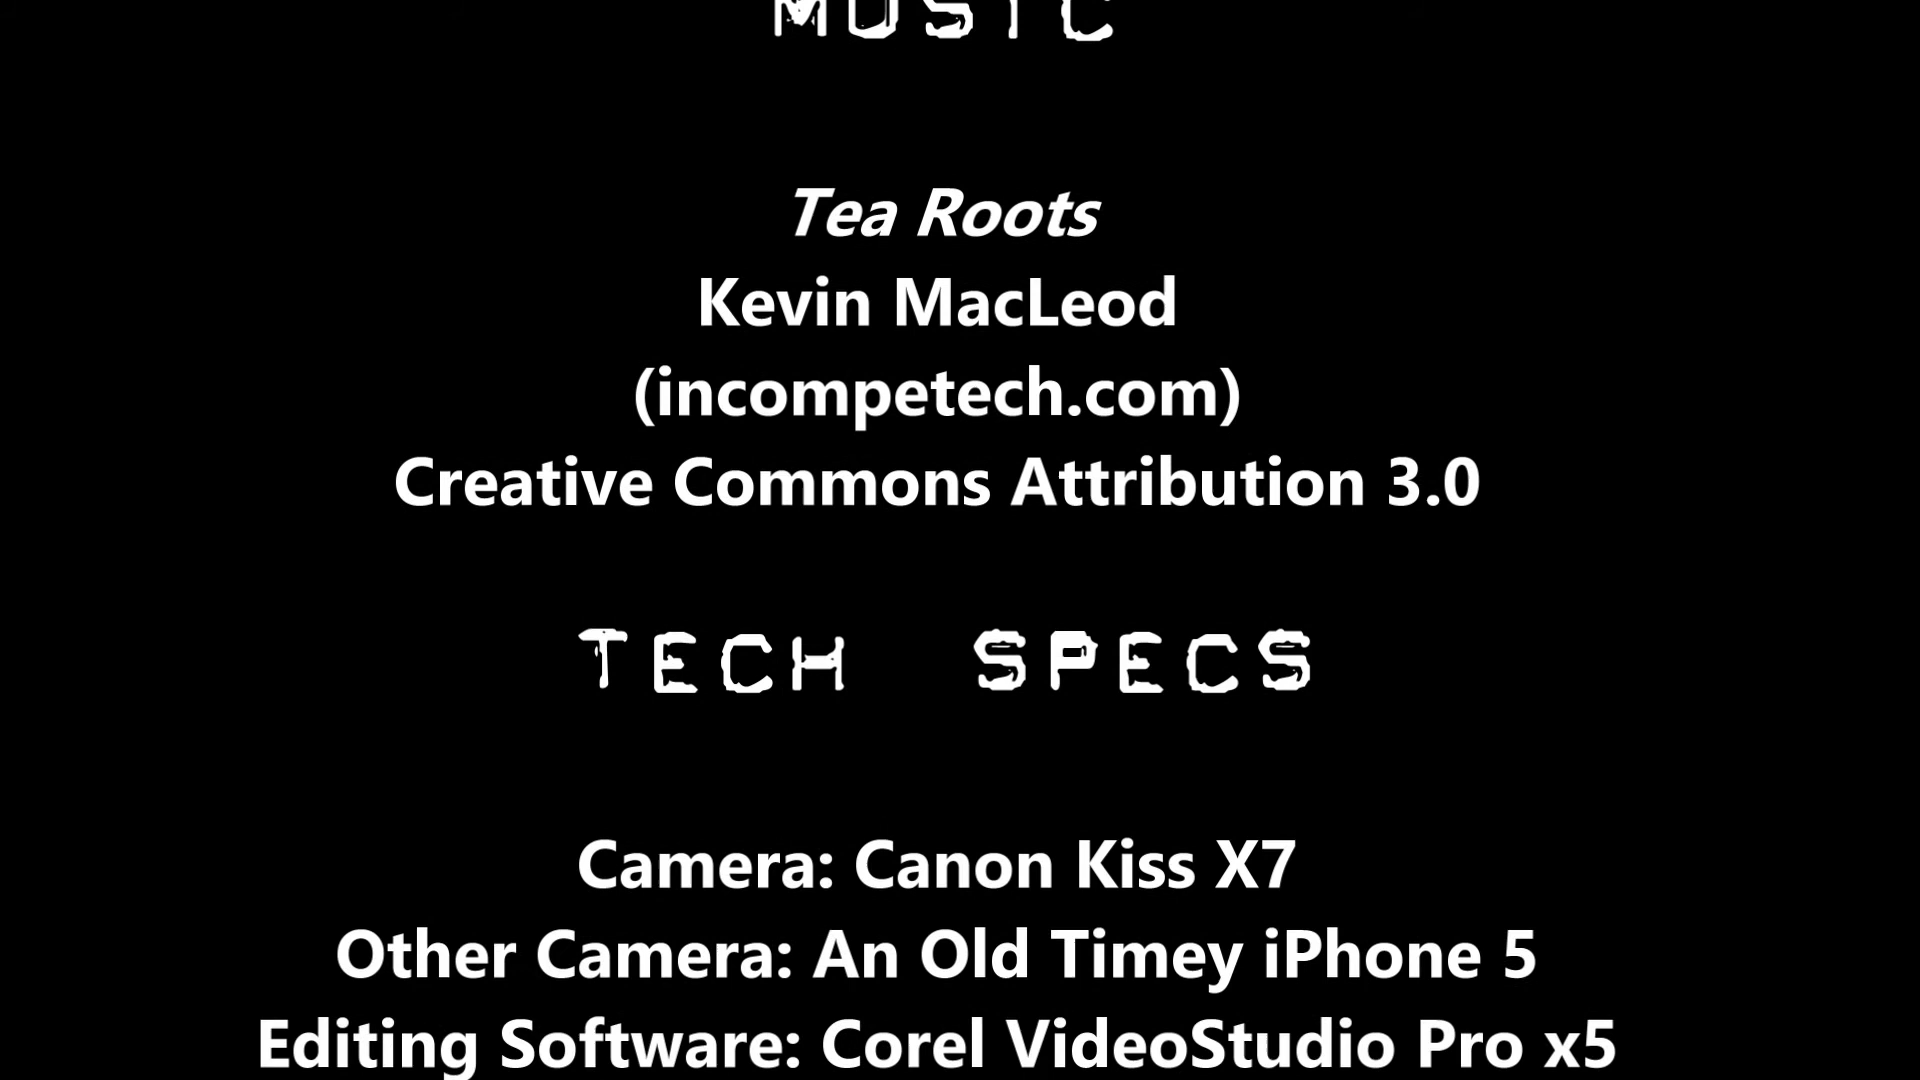 MUSIC
Tea Roots
Kevin MacLeod
(incompetech.com)
Creative Commons Attribution 3.0
TECH SPECS
Camera: Canon Kiss X7
Other Camera: An Old Timey iPhone 5
Editing Software: Corel VideoStudio Pro x5